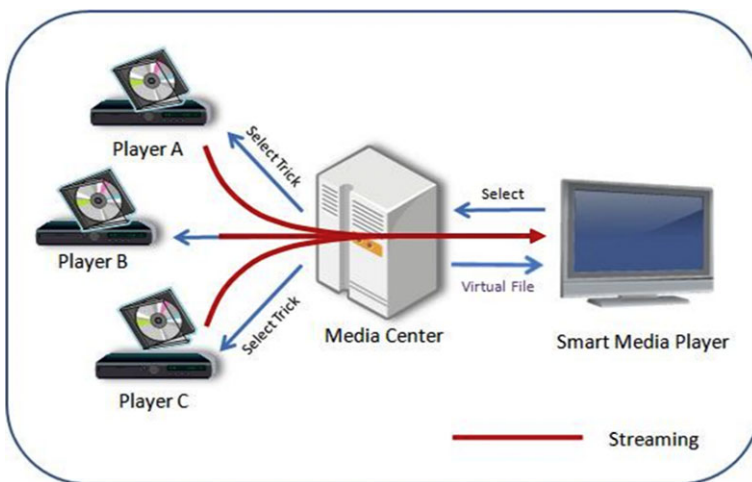 Player A
Select Trick
Select
Player B
Virtual File
Select Trick
Media Center
Smart Media Player
Player C
Streaming